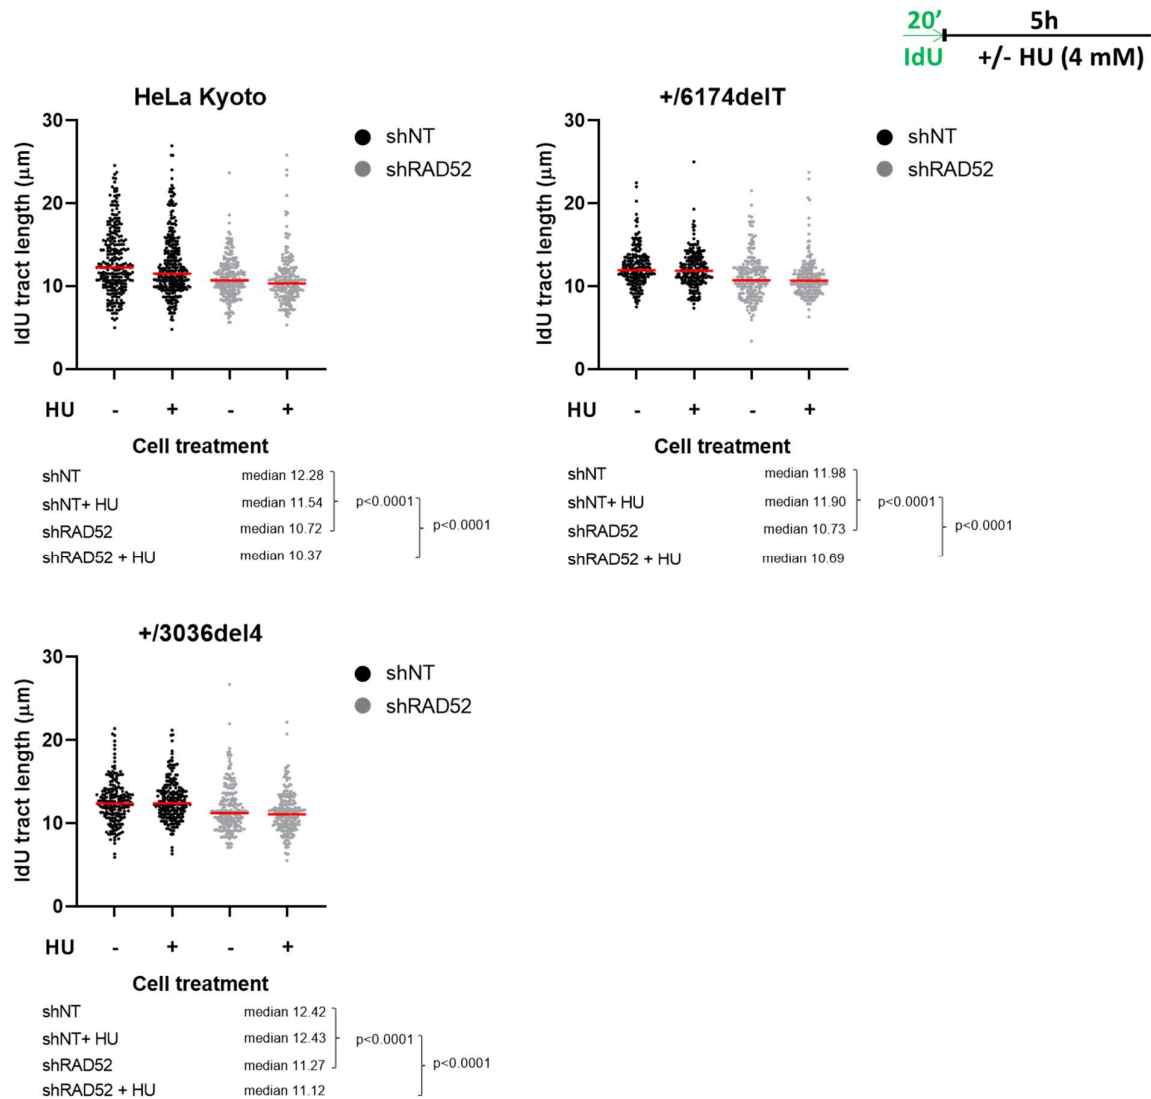 20' 5h
IdU +/- HU (4 mM)
HeLa Kyoto
30
20
10
0
IdU tract length (μm)
shNT
shRAD52
HU - + - +
Cell treatment
shNT median 12.28
shNT+ HU median 11.54
shRAD52 median 10.72
shRAD52 + HU median 10.37
p<0.0001
p<0.0001
+/6174delT
30
20
10
0
IdU tract length (μm)
shNT
shRAD52
HU - + - +
Cell treatment
shNT median 11.98
shNT+ HU median 11.90
shRAD52 median 10.73
shRAD52 + HU median 10.69
p<0.0001
p<0.0001
+/3036del4
30
20
10
0
IdU tract length (μm)
shNT
shRAD52
HU - + - +
Cell treatment
shNT median 12.42
shNT+ HU median 12.43
shRAD52 median 11.27
shRAD52 + HU median 11.12
p<0.0001
p<0.0001